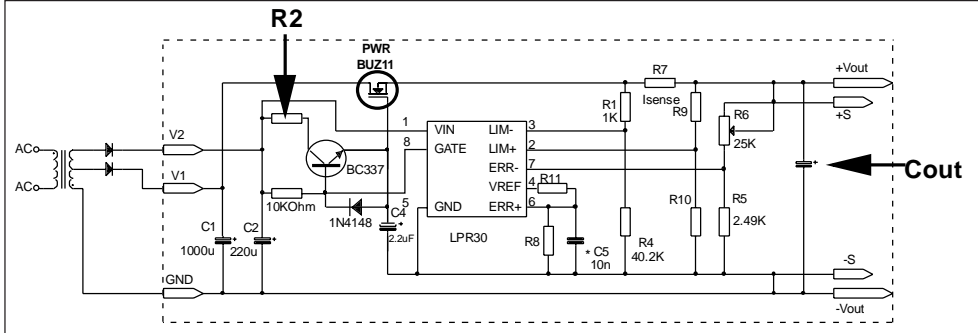 R2
PWR
BUZ11
R7
+Vout
Isense
R1
1K
R9
+S
R6
25K
1
VIN
LIM-
3
V2
8
GATE
LIM+
2
AC
ERR-
7
Cout
BC337
VREF
4
R11
V1
AC
5
GND
ERR+
6
10KOhm
C4
R10
R5
1N4148
2.49K
C1
C2
2.2uF
LPR30
R8
* C5
R4
1000u
220u
10n
40.2K
-S
GND
-Vout